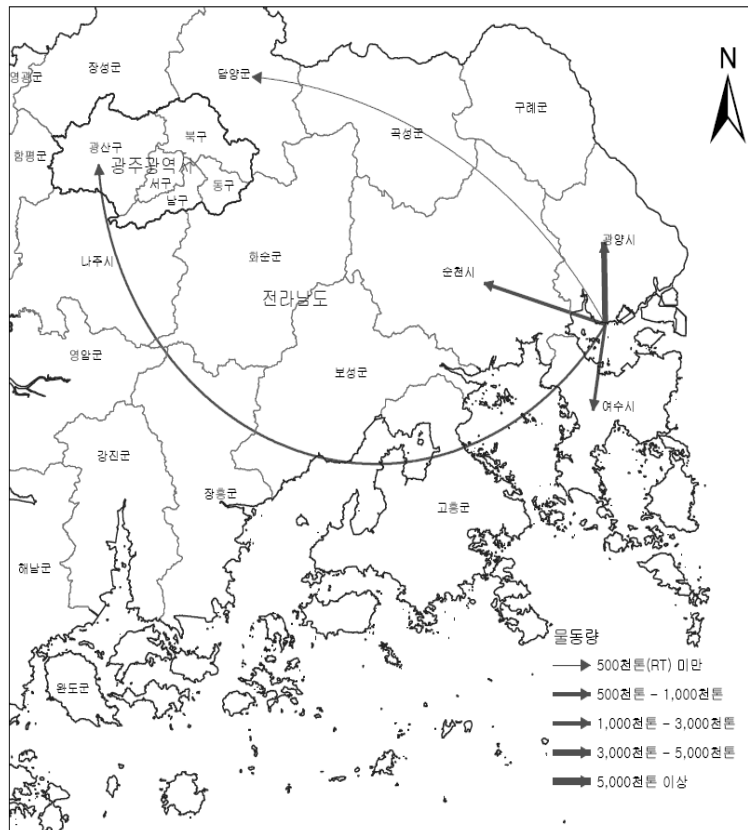 N
영광군
장성군
담양군
곡성군
구례군
함평군
광산구
북구
광주광역시
서구
동구
남구
광양시
나주시
화순군
순천시
전라남도
영암군
보성군
여수시
강진군
장흥군
고흥군
해남군
완도군
물동량
500천톤(RT) 미만
500천톤 - 1,000천톤
1,000천톤 - 3,000천톤
3,000천톤 - 5,000천톤
5,000천톤 이상